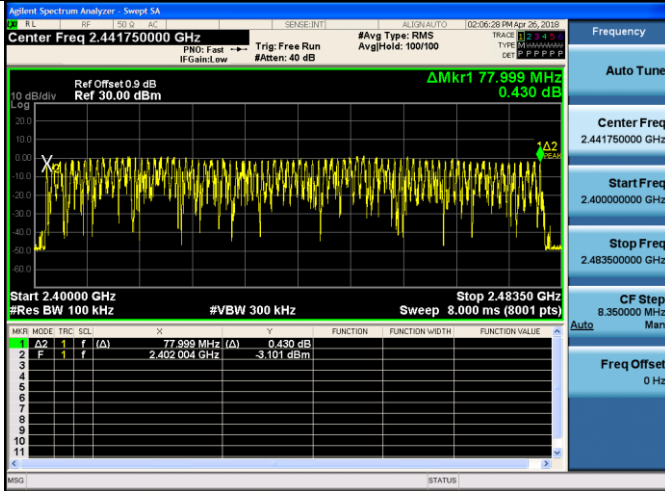 Agilent Spectrum Analyzer - Swept SA
RL RF 50 Ω AC SENSE:INT ALIGN AUTO 02:06:28 PM Apr 26, 2018
Center Freq 2.441750000 GHz
PNO: Fast
IFGain:Low
Trig: Free Run
#Atten: 40 dB
#Avg Type: RMS
Avg|Hold: 100/100
TRACE 1 2 3 4 5 6
TYPE M
DET P P P P P P
Ref Offset 0.9 dB
Ref 30.00 dBm
10 dB/div
Log
ΔMkr1 77.999 MHz
0.430 dB
20.0
10.0
0.00
-10.0
-20.0
-30.0
-40.0
-50.0
-60.0
X2
1Δ2
PEAK
Start 2.40000 GHz
#Res BW 100 kHz
#VBW 300 kHz
Stop 2.48350 GHz
Sweep 8.000 ms (8001 pts)
MKR MODE TRC SCL X Y FUNCTION FUNCTION WIDTH FUNCTION VALUE
1 Δ2 1 f (Δ) 77.999 MHz (Δ) 0.430 dB
2 F 1 f 2.402 004 GHz -3.101 dBm
3
4
5
6
7
8
9
10
11
MSG STATUS
Frequency
Auto Tune
Center Freq
2.441750000 GHz
Start Freq
2.400000000 GHz
Stop Freq
2.483500000 GHz
CF Step
8.350000 MHz
Auto Man
Freq Offset
0 Hz